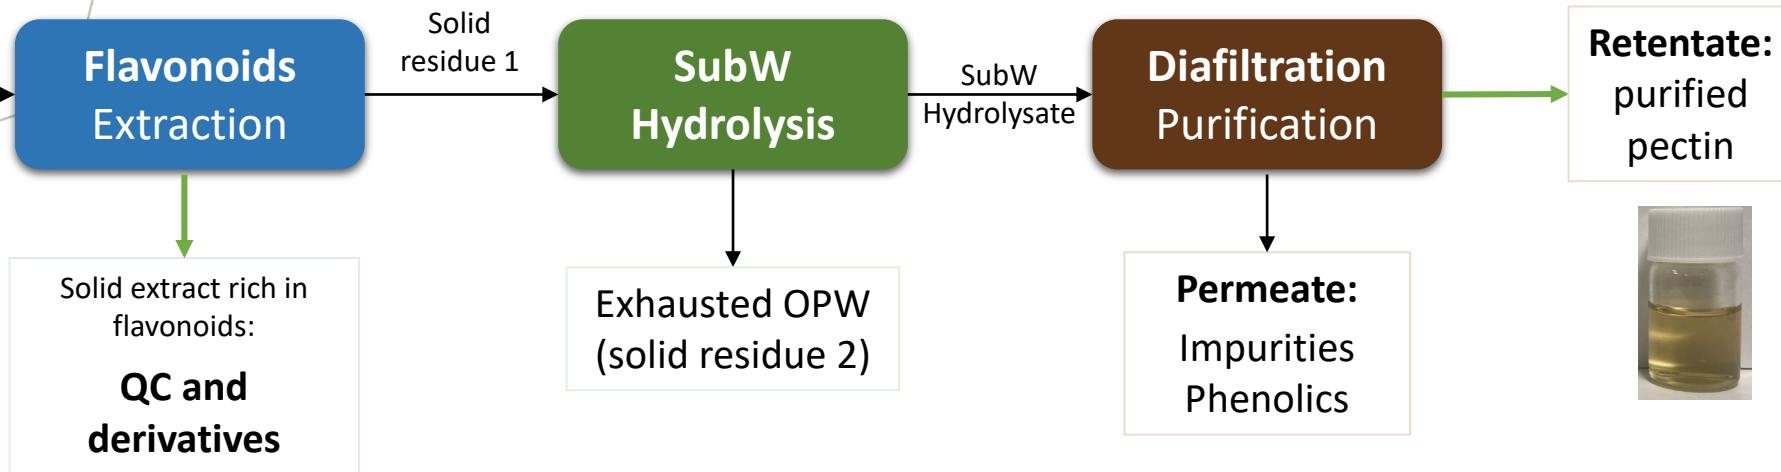 Flavonoids
Extraction
Solid
residue 1
SubW
Hydrolysis
SubW
Hydrolysate
Diafiltration
Purification
Retentate:
purified
pectin
Solid extract rich in
flavonoids:
QC and
derivatives
Exhausted OPW
(solid residue 2)
Permeate:
Impurities
Phenolics